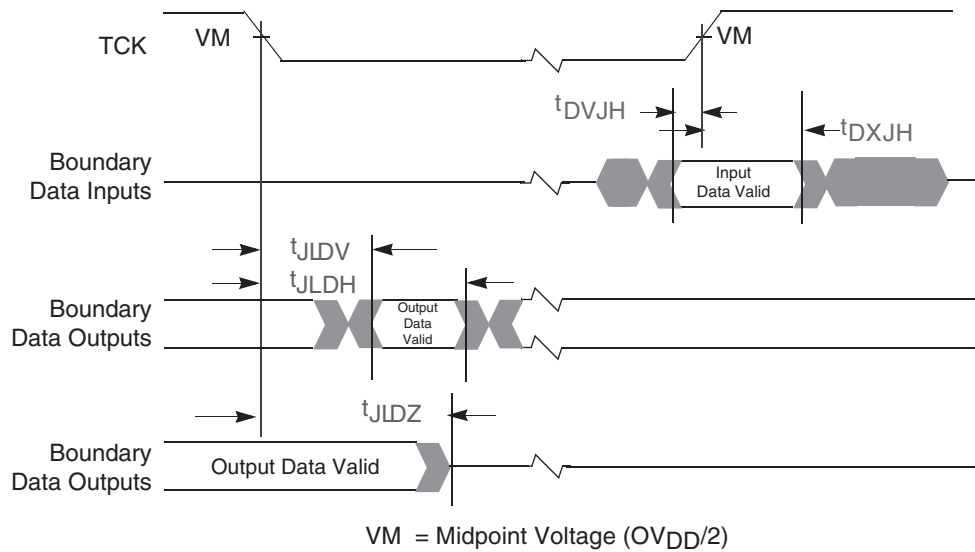 TCK
VM
VM
tDVJH
tDXJH
Boundary
Data Inputs
Input
Data Valid
tJLDV
tJLDH
Boundary
Data Outputs
Output
Data
Valid
tJLDZ
Boundary
Data Outputs
Output Data Valid
VM = Midpoint Voltage (OVDD/2)